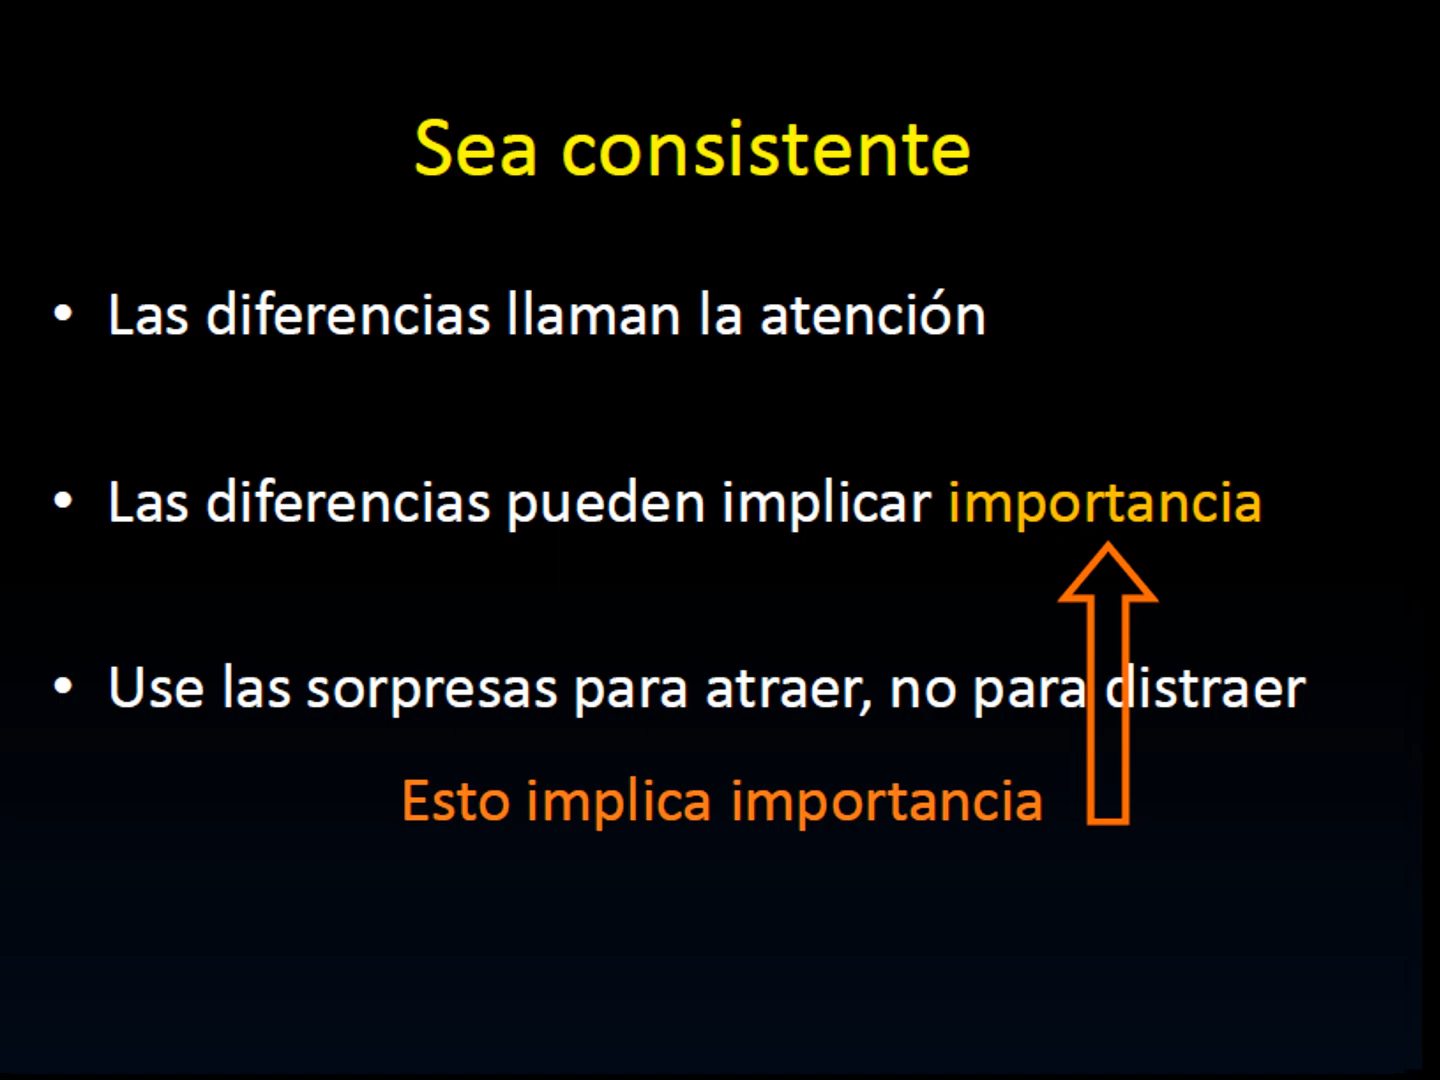 Sea consistente
• Las diferencias llaman la atención
• Las diferencias pueden implicar importancia
• Use las sorpresas para atraer, no para distraer
Esto implica importancia